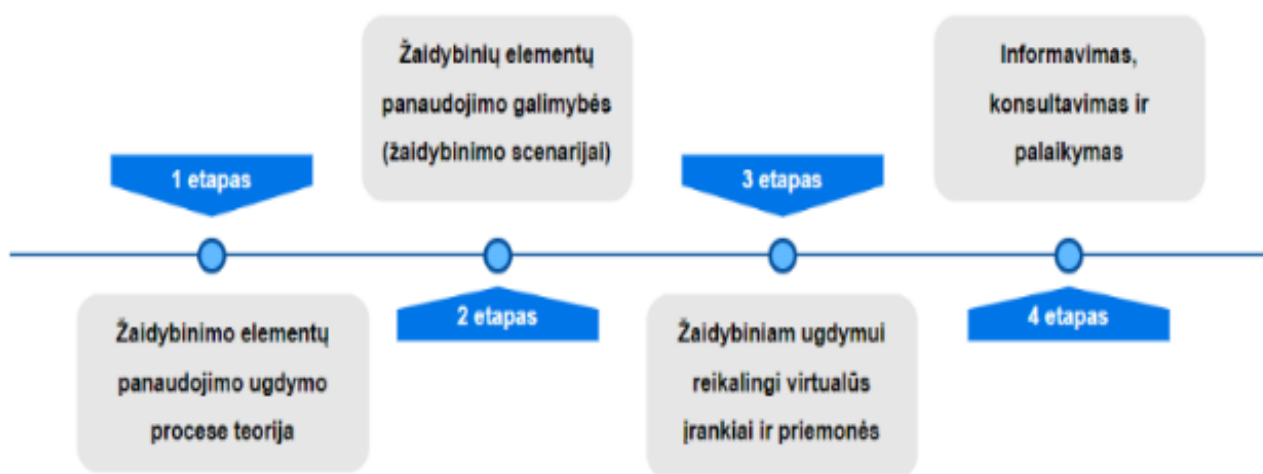 1 etapas
Žaidybinimo elementų
panaudojimo ugdymo
procese teorija
Žaidybinių elementų
panaudojimo galimybės
(žaidybinimo scenarijai)
2 etapas
3 etapas
Žaidybiniam ugdymui
reikalingi virtualūs
įrankiai ir priemonės
Informavimas,
konsultavimas ir
palaikymas
4 etapas